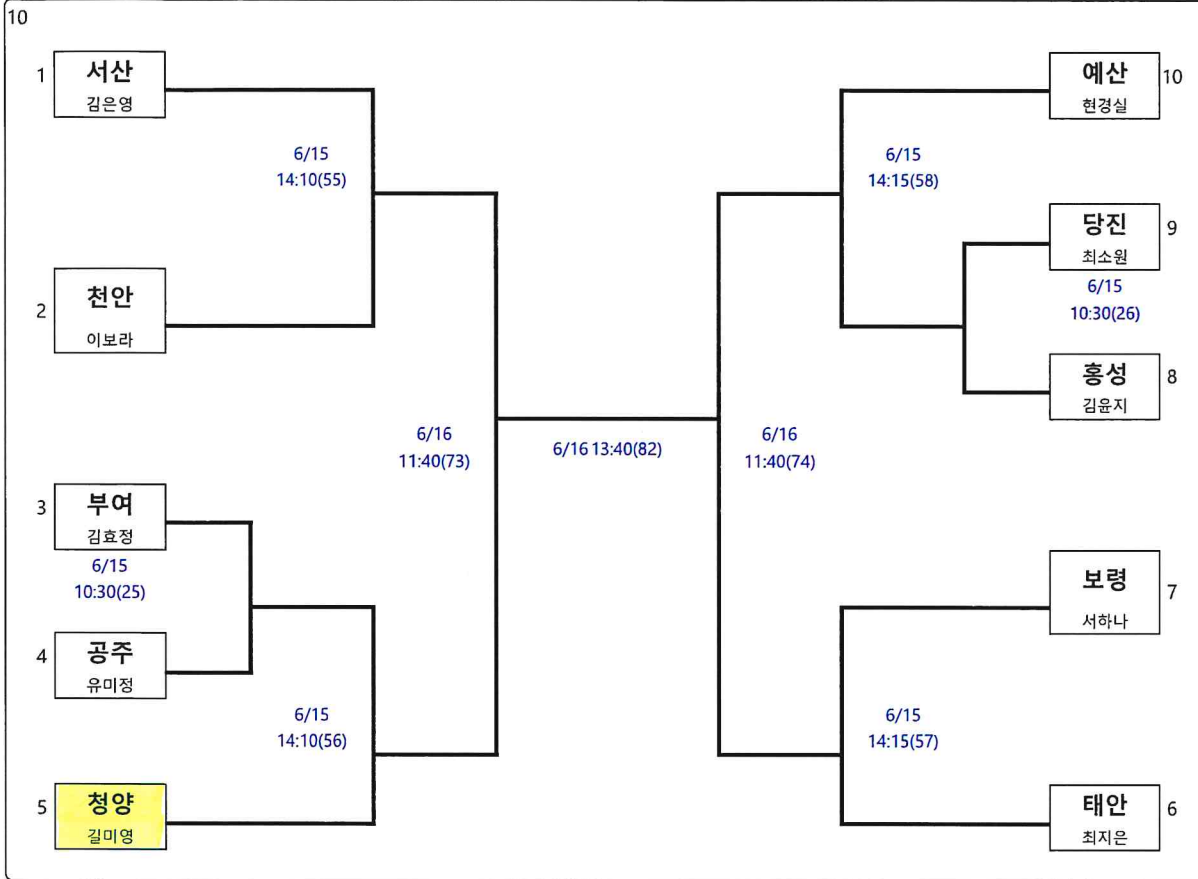 10
1
서산
김은영
6/15
14:10(55)
2
천안
이보라
3
부여
김효정
6/15
10:30(25)
4
공주
유미정
6/15
14:10(56)
5
청양
길미영
6/16
11:40(73)
6/16 13:40(82)
6/16
11:40(74)
예산
현경실
10
6/15
14:15(58)
당진
최소원
9
6/15
10:30(26)
홍성
김윤지
8
보령
서하나
7
6/15
14:15(57)
태안
최지은
6